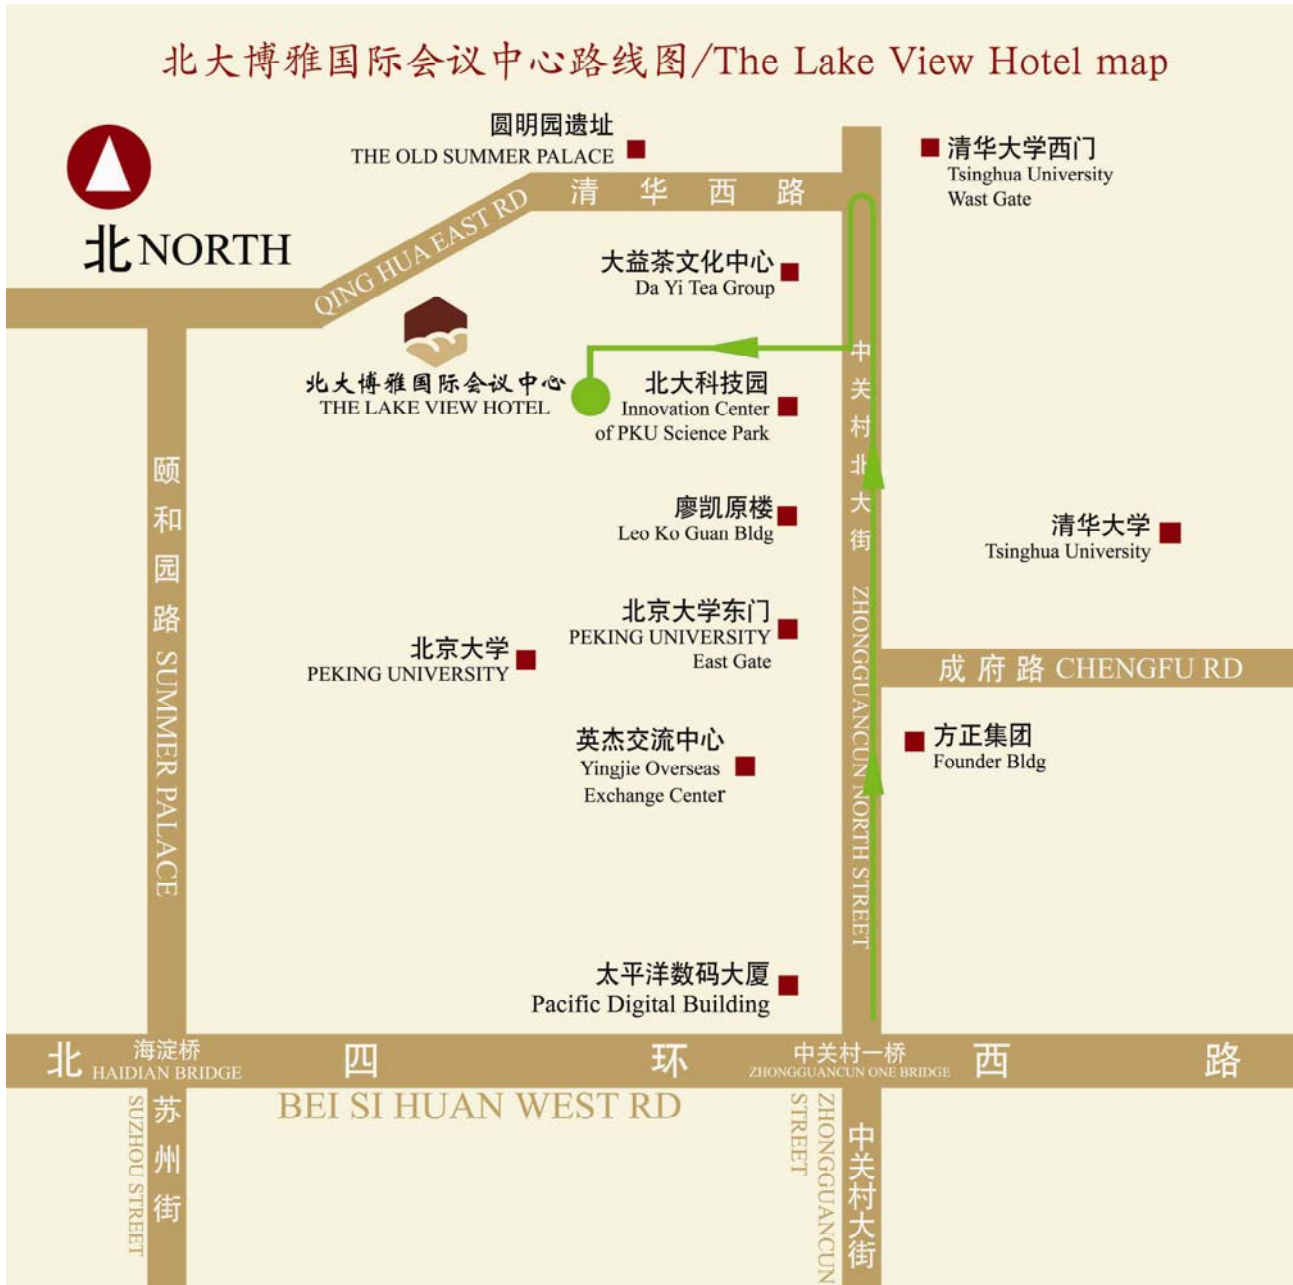 北大博雅国际会议中心路线图/The Lake View Hotel map
圆明园遗址
THE OLD SUMMER PALACE
清华大学西门
Tsinghua University
Wast Gate
北 NORTH
清华西路
QING HUA EAST RD
大益茶文化中心
Da Yi Tea Group
北大博雅国际会议中心
THE LAKE VIEW HOTEL
北大科技园
Innovation Center
of PKU Science Park
中关村北大街
ZHONGGUANCUN NORTH STREET
颐和园路 SUMMER PALACE
廖凯原楼
Leo Ko Guan Bldg
清华大学
Tsinghua University
北京大学东门
PEKING UNIVERSITY
East Gate
北京大学
PEKING UNIVERSITY
成府路 CHENGFU RD
英杰交流中心
Yingjie Overseas
Exchange Center
方正集团
Founder Bldg
太平洋数码大厦
Pacific Digital Building
北四环西路
海淀桥
HAIDIAN BRIDGE
中关村一桥
ZHONGGUANCUN ONE BRIDGE
BEI SI HUAN WEST RD
苏州街
SUZHOU STREET
ZHONGGUANCUN
STREET
中关村大街